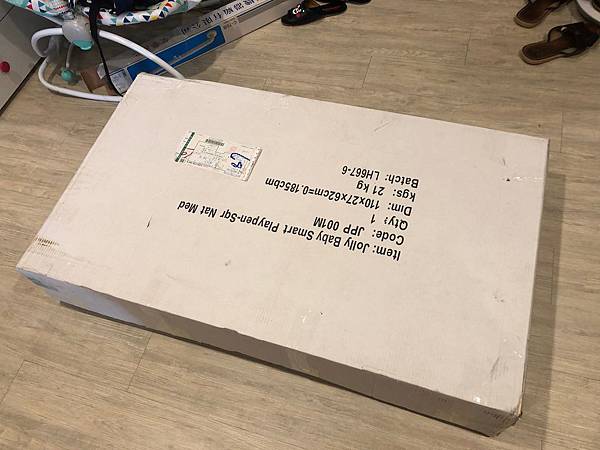 Item: Jolly Baby Smart Playpen-Sqr Nat Med
Code: JPP 001M
Qty: 1
Dim: 110x27x62cm=0.185cbm
Kgs: 21 kg
Batch: LH667-6